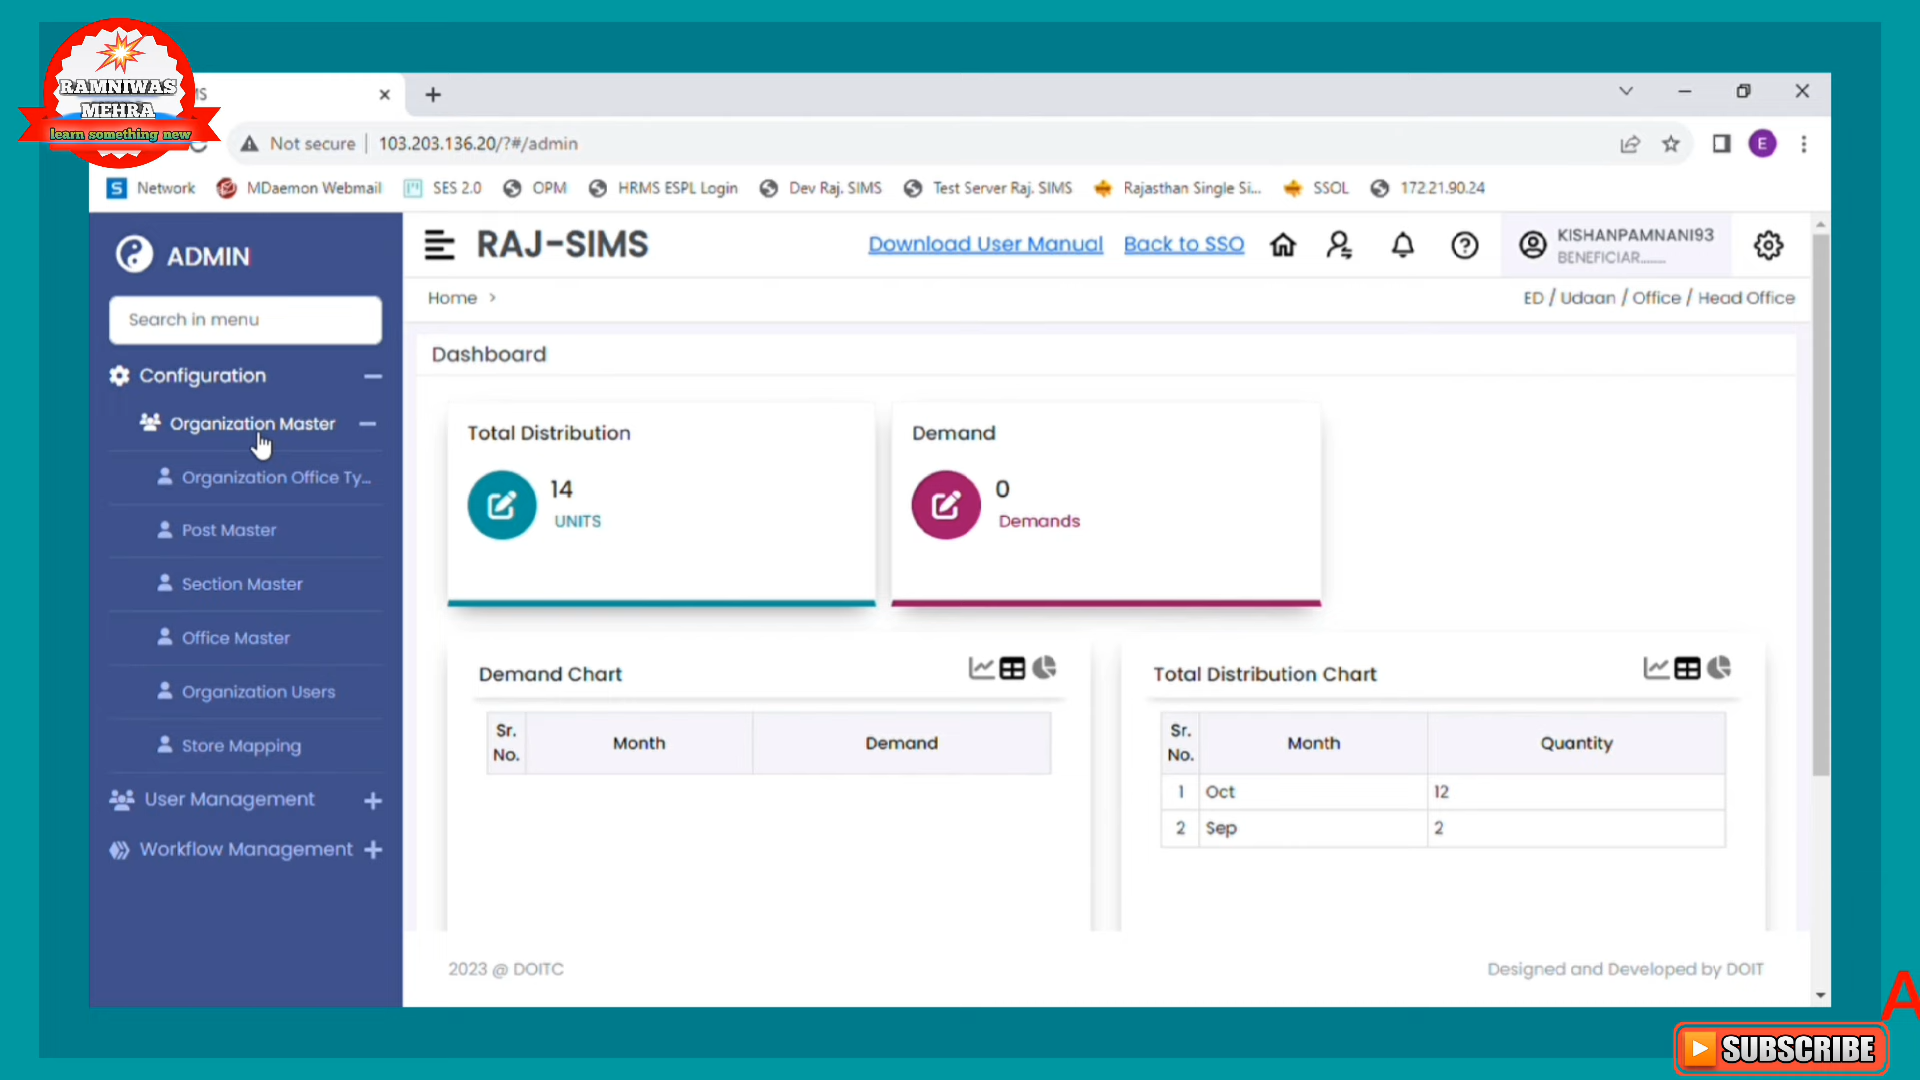 RAMNIWAS
MEHRA
learn something new
Not secure | 103.203.136.20/?#/admin
E
Network MDaemon Webmail SES 2.0 OPM HRMS ESPL Login Dev Raj. SIMS Test Server Raj. SIMS Rajasthan Single Si... SSOL 172.21.90.24
ADMIN
Search in menu
Configuration
Organization Master
Organization Office Ty...
Post Master
Section Master
Office Master
Organization Users
Store Mapping
User Management
Workflow Management
RAJ-SIMS
Download User Manual Back to SSO
KISHANPAMNANI93
BENEFICIAR........
Home >
ED / Udaan / Office / Head Office
Dashboard
Total Distribution
14
UNITS
Demand
0
Demands
Demand Chart
Sr. No. Month Demand
Total Distribution Chart
Sr. No. Month Quantity
1 Oct 12
2 Sep 2
2023 @ DOITC
Designed and Developed by DOIT
A
SUBSCRIBE